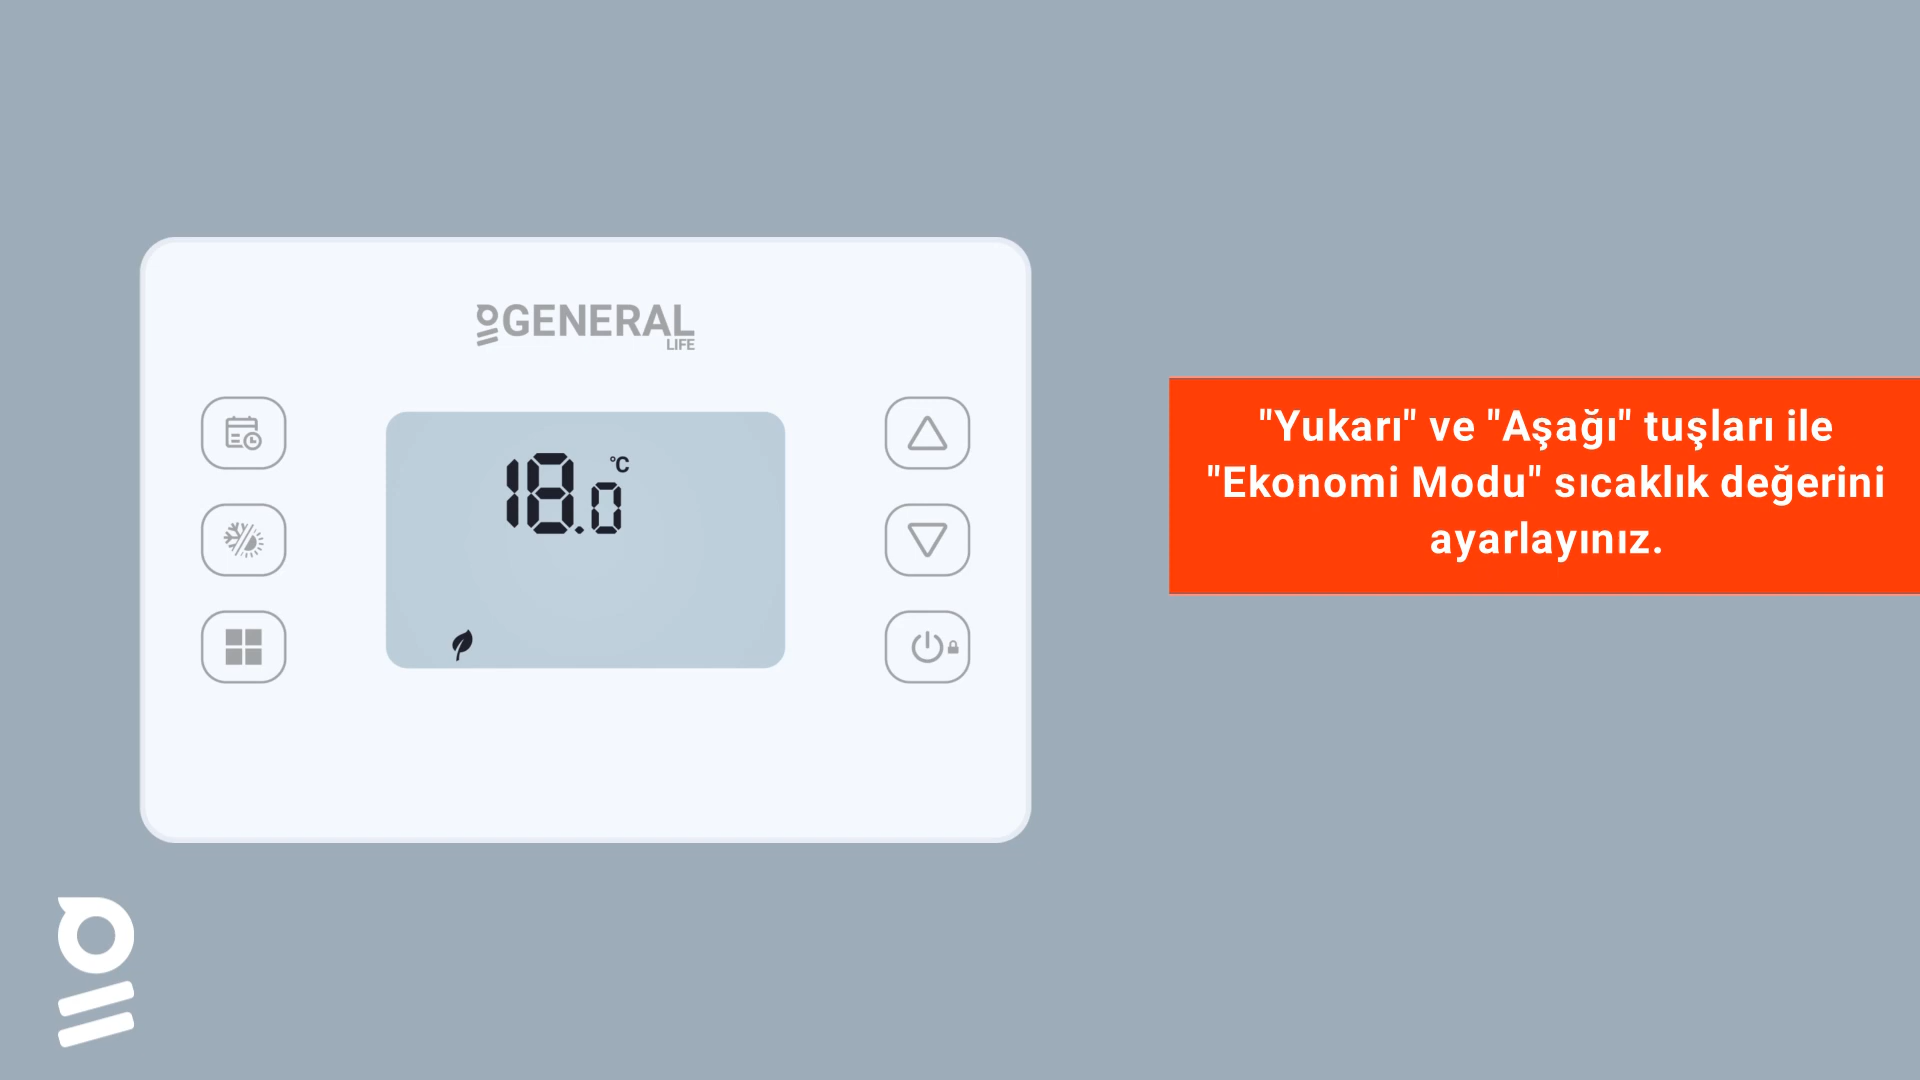 GENERAL
LIFE
18.0 °C
"Yukarı" ve "Aşağı" tuşları ile
"Ekonomi Modu" sıcaklık değerini
ayarlayınız.